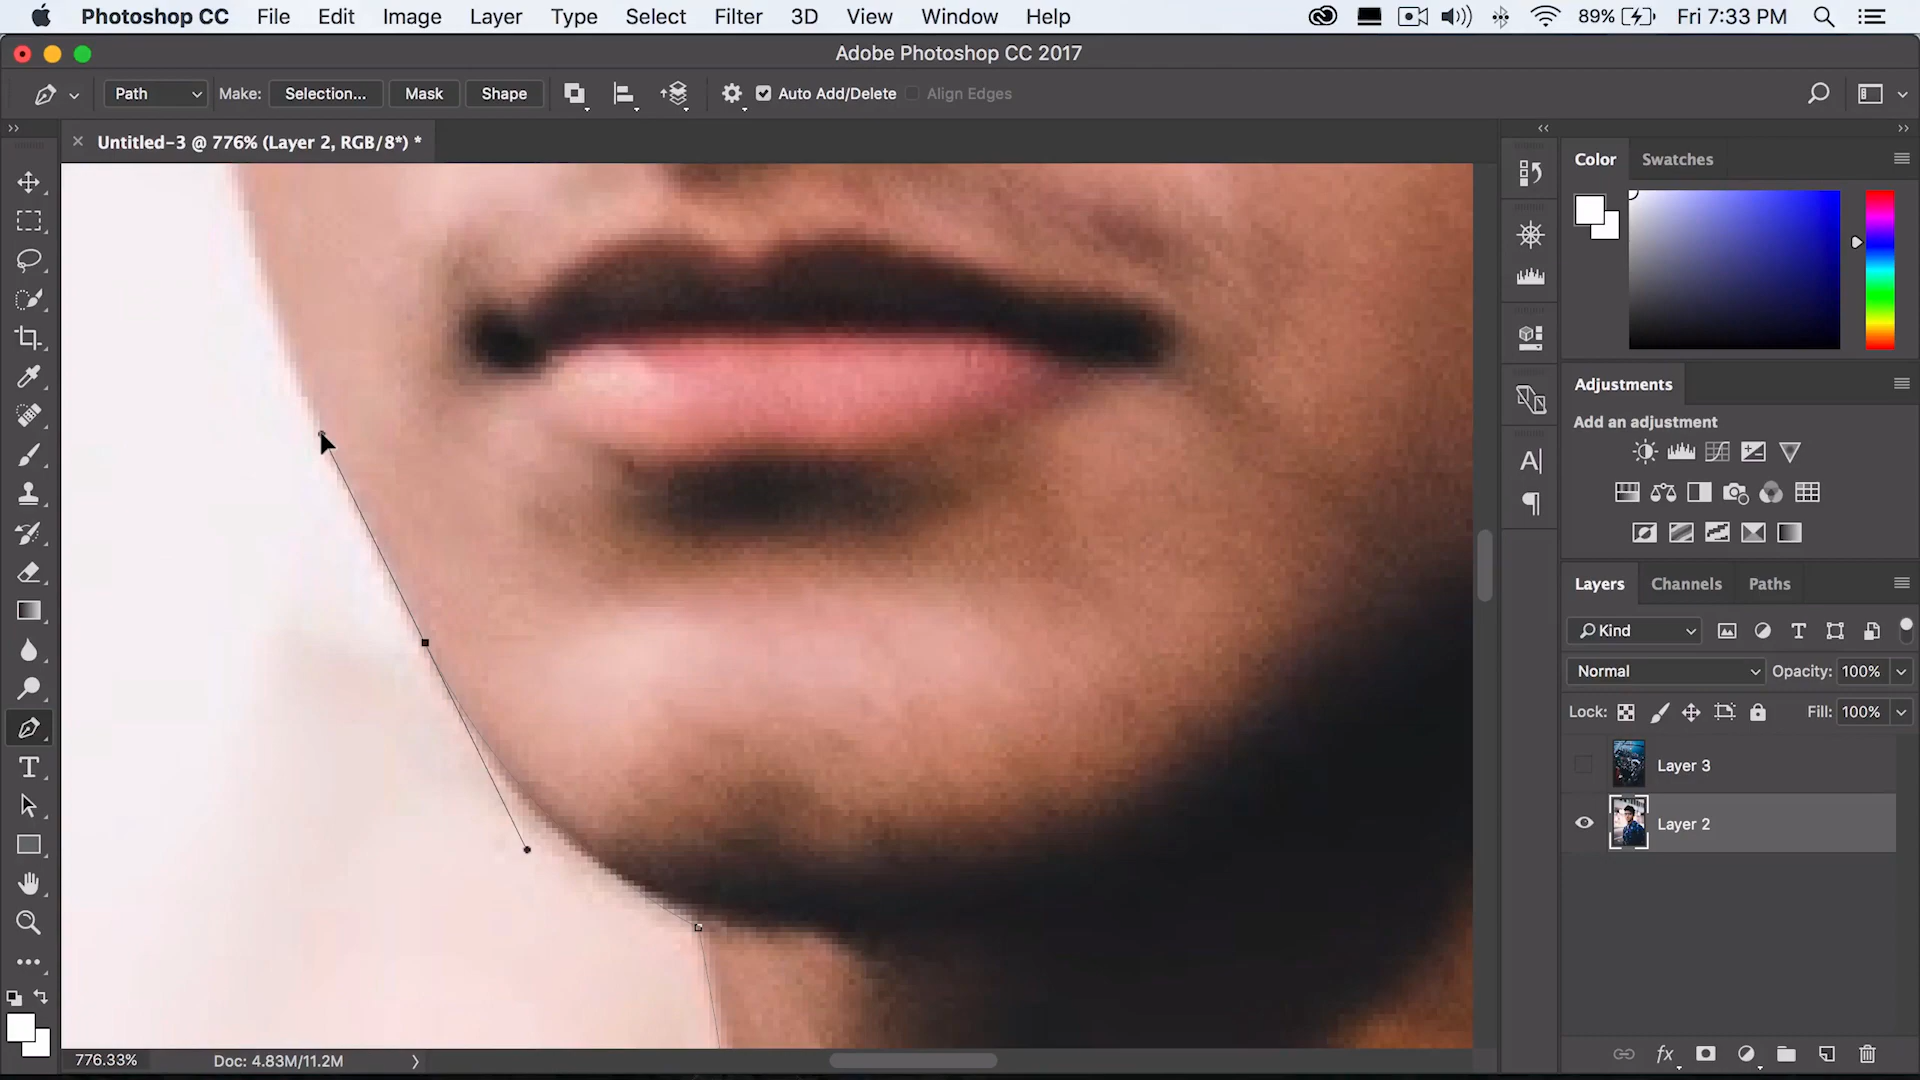 Photoshop CC File Edit Image Layer Type Select Filter 3D View Window Help 89% Fri 7:33 PM
Adobe Photoshop CC 2017
Path Make: Selection... Mask Shape Auto Add/Delete Align Edges
Untitled-3 @ 776% (Layer 2, RGB/8*) *
Color Swatches
Adjustments
Add an adjustment
Layers Channels Paths
Kind
Normal Opacity: 100%
Lock: Fill: 100%
Layer 3
Layer 2
776.33% Doc: 4.83M/11.2M